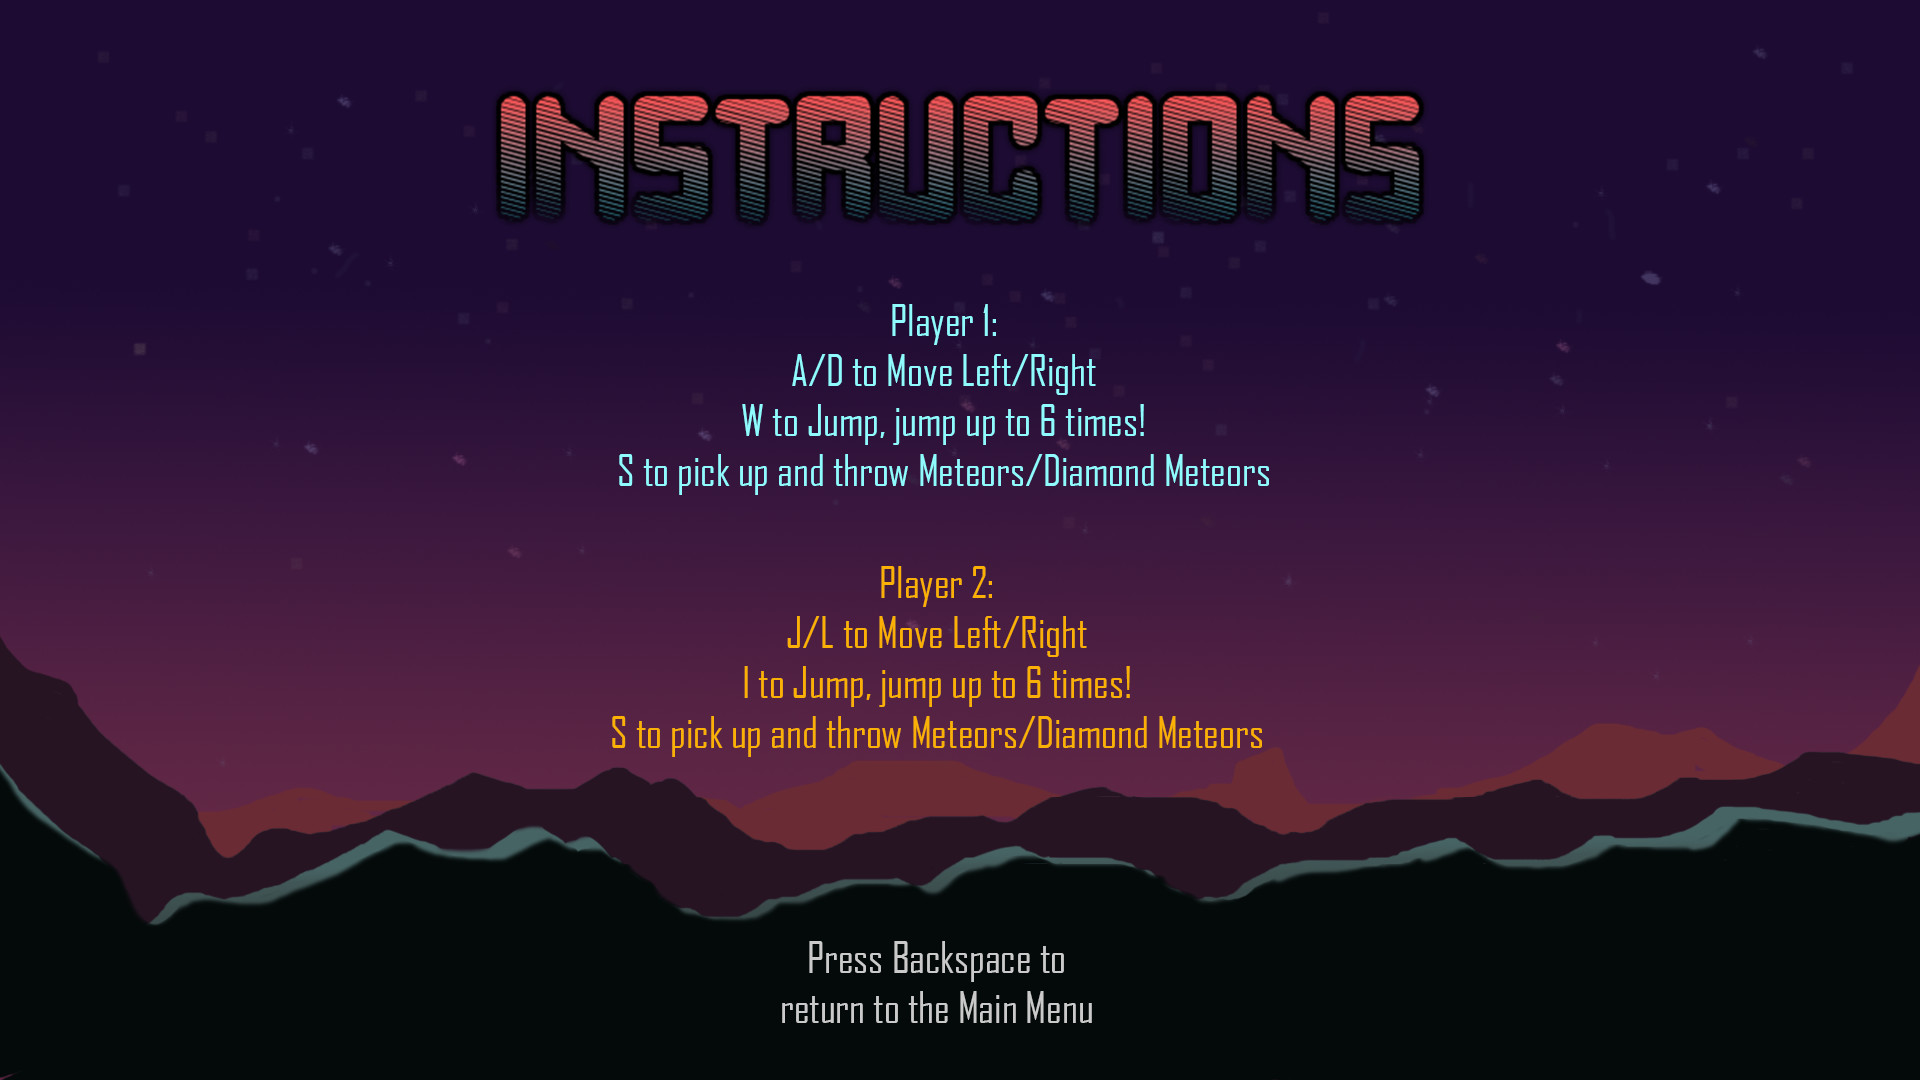 INSTRUCTIONS
Player 1:
A/D to Move Left/Right
W to Jump, jump up to 6 times!
S to pick up and throw Meteors/Diamond Meteors
Player 2:
J/L to Move Left/Right
I to Jump, jump up to 6 times!
S to pick up and throw Meteors/Diamond Meteors
Press Backspace to
return to the Main Menu